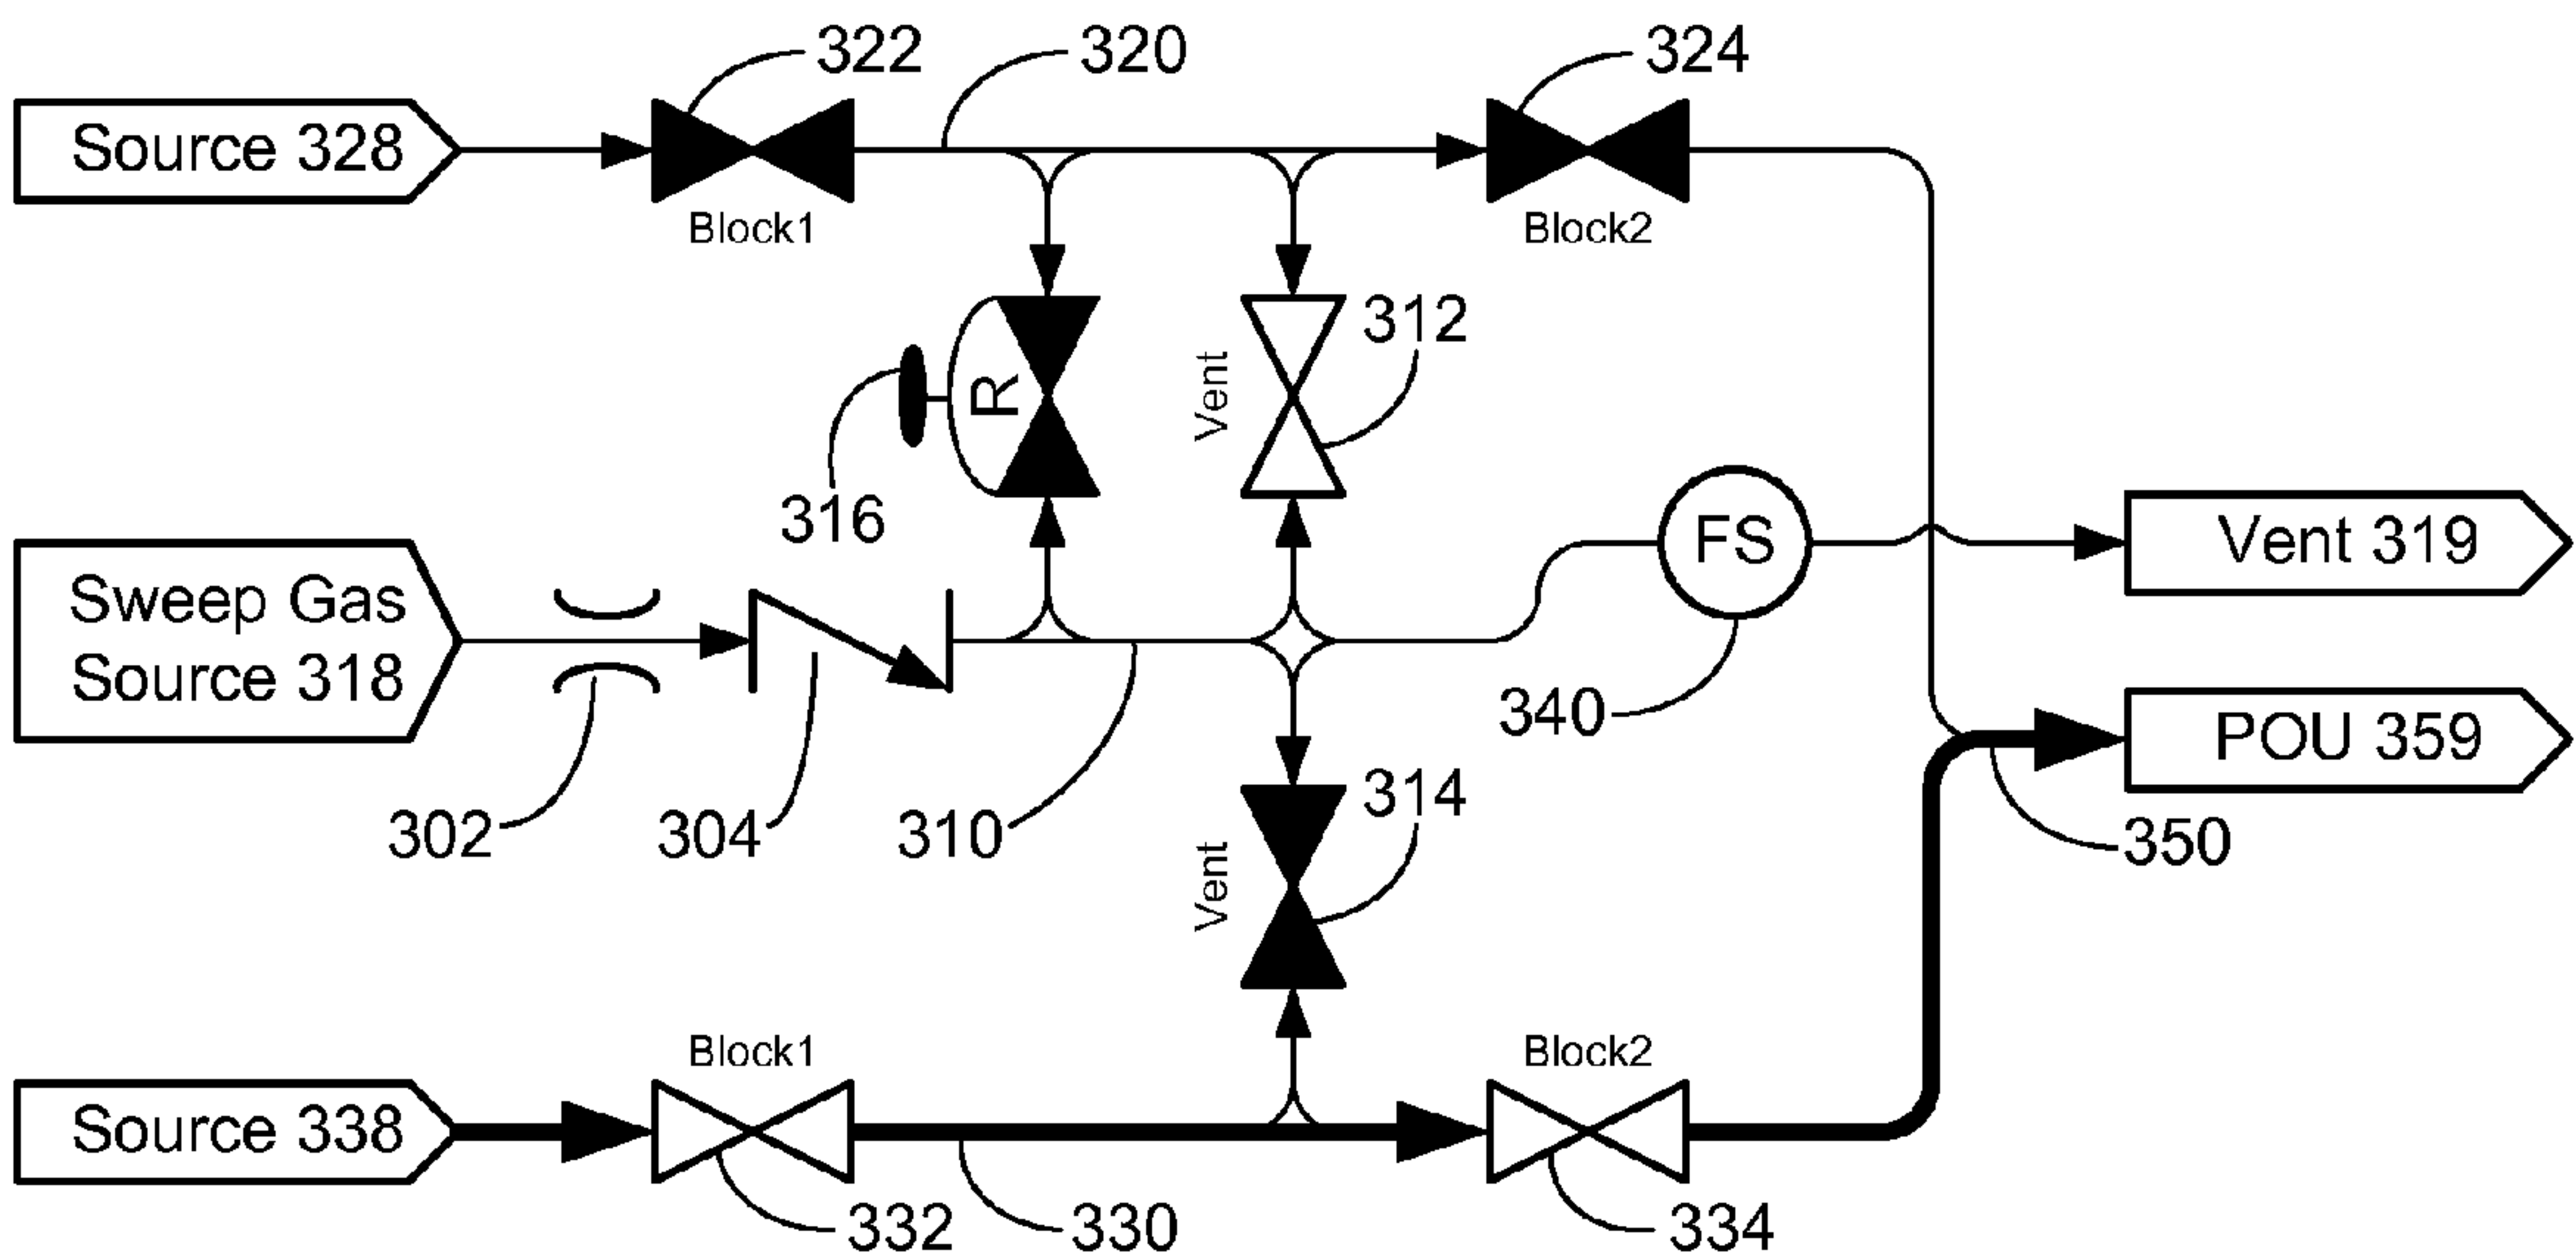 322
320
324
Source 328
Block1
Block2
312
Vent
R
316
FS
Vent 319
Sweep Gas
Source 318
340
POU 359
302
304
310
314
350
Vent
Block1
Block2
Source 338
332
330
334